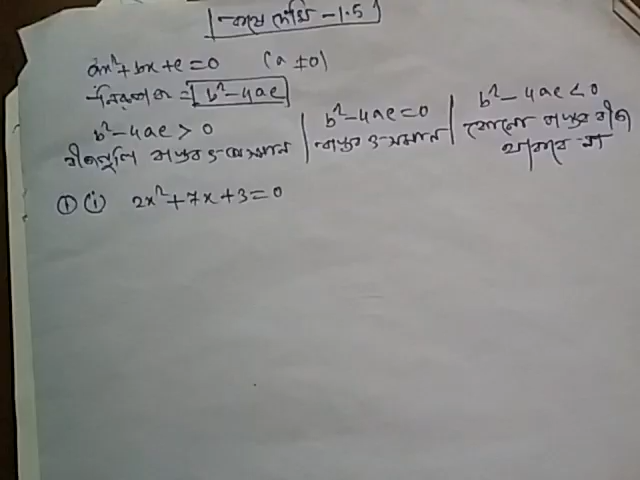 কষে দেখি – 1.5
ax²+bx+c=0 (a≠0)
নিরূপক = b²-4ac
b²-4ac > 0
বীজগুলি বাস্তব ও অসমান
b²-4ac=0
বাস্তব ও সমান
b²-4ac<0
কোনো বাস্তব বীজ
থাকবে না
① (i) 2x²+7x+3=0